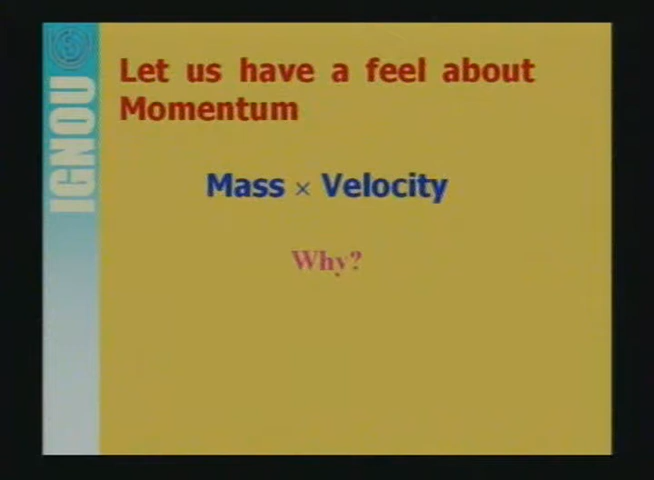 IGNOU
Let us have a feel about
Momentum
Mass × Velocity
Why?